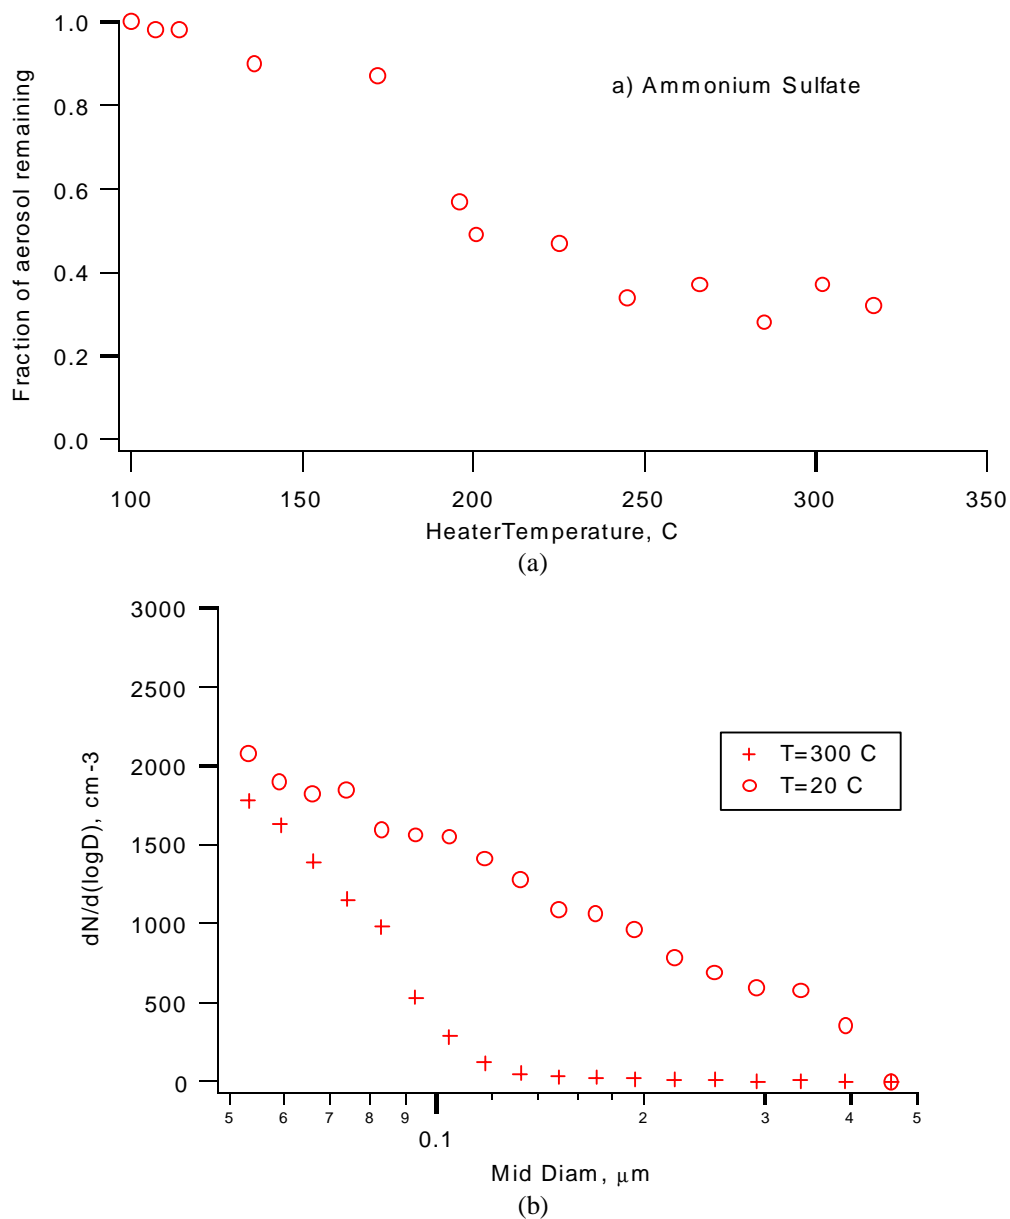 1.0
0.8
0.6
0.4
0.2
0.0
Fraction of aerosol remaining
a) Ammonium Sulfate
100 150 200 250 300 350
HeaterTemperature, C
(a)
3000
2500
2000
1500
1000
500
0
dN/d(logD), cm-3
T=300 C
T=20 C
5 6 7 8 9 2 3 4 5
0.1
Mid Diam, μm
(b)